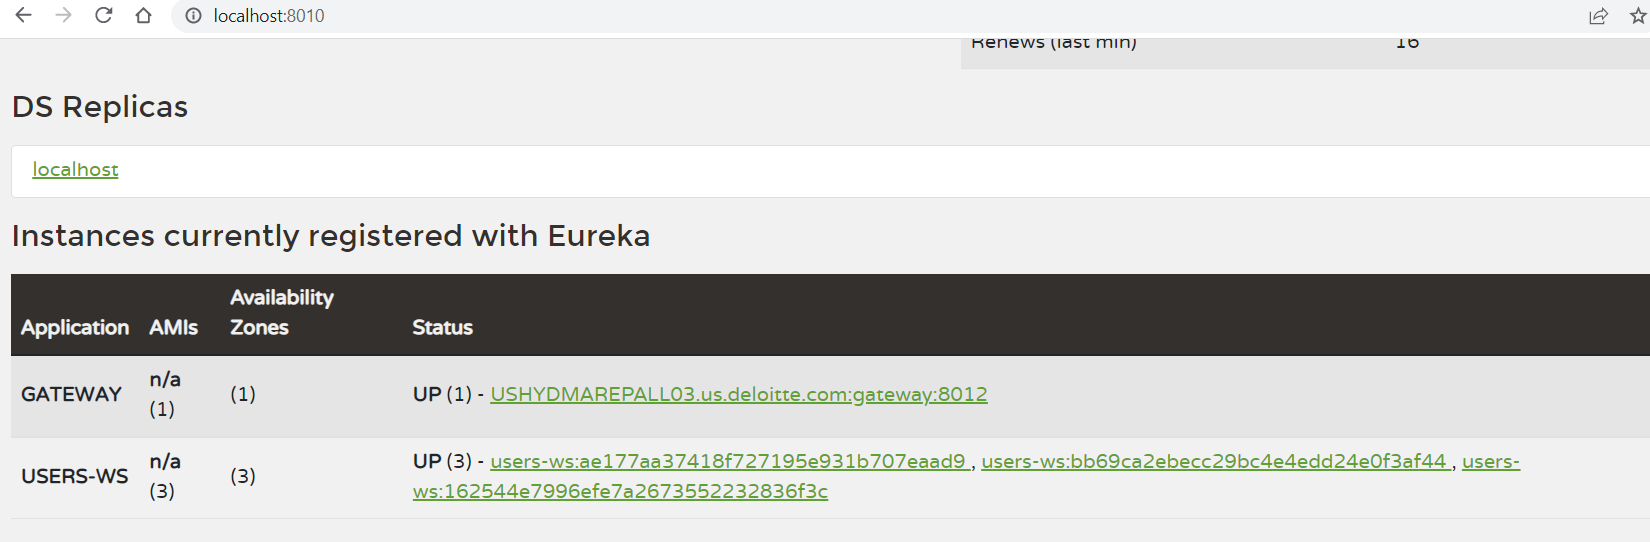 localhost:8010
Renews (last min) 16
DS Replicas
localhost
Instances currently registered with Eureka
Application AMIs Availability Zones Status
GATEWAY n/a (1) (1) UP (1) - USHYDMAREPALL03.us.deloitte.com:gateway:8012
USERS-WS n/a (3) (3) UP (3) - users-ws:ae177aa37418f727195e931b707eaad9 , users-ws:bb69ca2ebecc29bc4e4edd24e0f3af44 , users-
ws:162544e7996efe7a2673552232836f3c